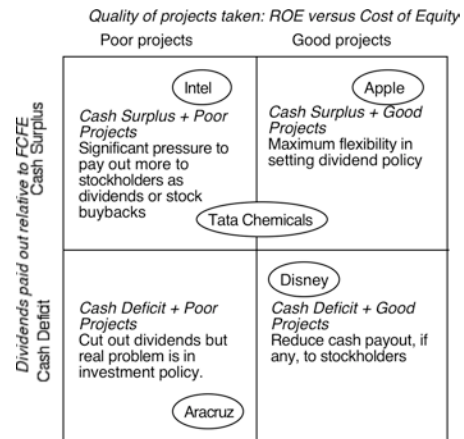 Quality of projects taken: ROE versus Cost of Equity
Poor projects
Good projects
Dividends paid out relative to FCFE
Cash Surplus
Cash Deficit
Intel
Cash Surplus + Poor
Projects
Significant pressure to
pay out more to
stockholders as
dividends or stock
buybacks
Apple
Cash Surplus + Good
Projects
Maximum flexibility in
setting dividend policy
Tata Chemicals
Cash Deficit + Poor
Projects
Cut out dividends but
real problem is in
investment policy.
Aracruz
Disney
Cash Deficit + Good
Projects
Reduce cash payout, if
any, to stockholders